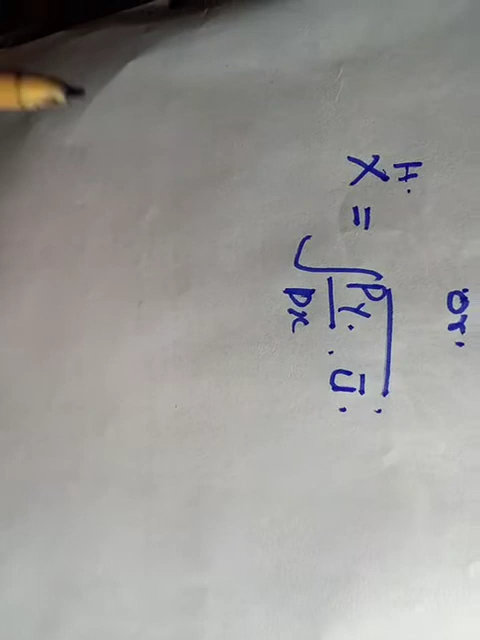 or.
X^H. = √(Py. / Px . Ū).